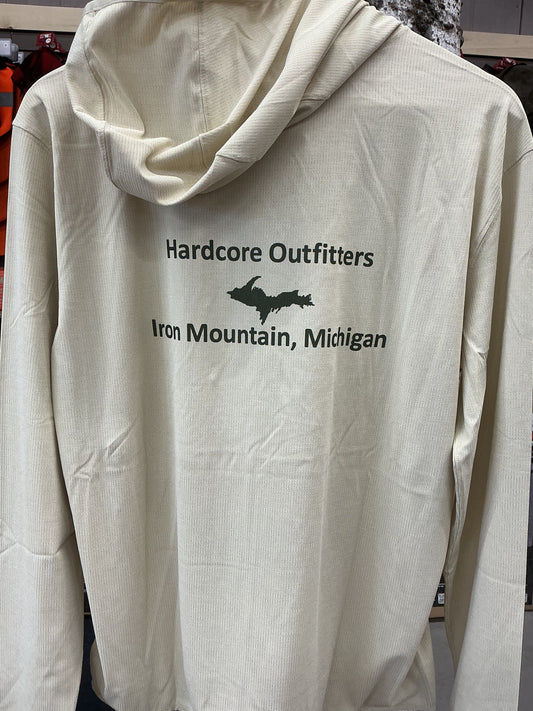 Hardcore Outfitters
Iron Mountain, Michigan